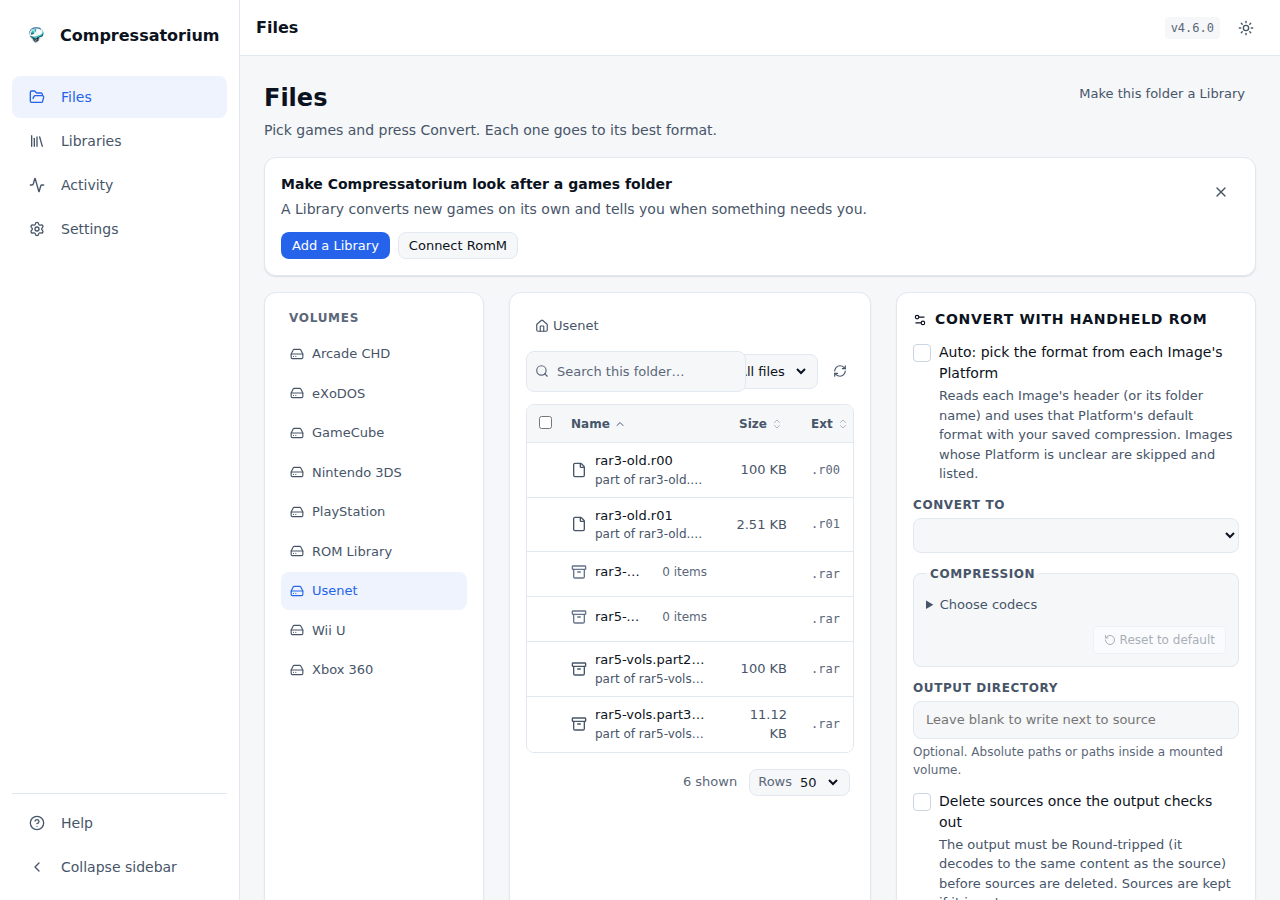 Compressatorium
Files
Libraries
Activity
Settings
Help
Collapse sidebar
Files
v4.6.0
Files
Make this folder a Library
Pick games and press Convert. Each one goes to its best format.
Make Compressatorium look after a games folder
A Library converts new games on its own and tells you when something needs you.
Add a Library
Connect RomM
VOLUMES
Arcade CHD
eXoDOS
GameCube
Nintendo 3DS
PlayStation
ROM Library
Usenet
Wii U
Xbox 360
Usenet
Search this folder…
ll files
Name Size Ext
rar3-old.r00 100 KB .r00
part of rar3-old.…
rar3-old.r01 2.51 KB .r01
part of rar3-old.…
rar3-… 0 items .rar
rar5-… 0 items .rar
rar5-vols.part2… 100 KB .rar
part of rar5-vols…
rar5-vols.part3… 11.12 KB .rar
part of rar5-vols…
6 shown Rows 50
CONVERT WITH HANDHELD ROM
Auto: pick the format from each Image's
Platform
Reads each Image's header (or its folder
name) and uses that Platform's default
format with your saved compression. Images
whose Platform is unclear are skipped and
listed.
CONVERT TO
COMPRESSION
Choose codecs
Reset to default
OUTPUT DIRECTORY
Leave blank to write next to source
Optional. Absolute paths or paths inside a mounted
volume.
Delete sources once the output checks
out
The output must be Round-tripped (it
decodes to the same content as the source)
before sources are deleted. Sources are kept